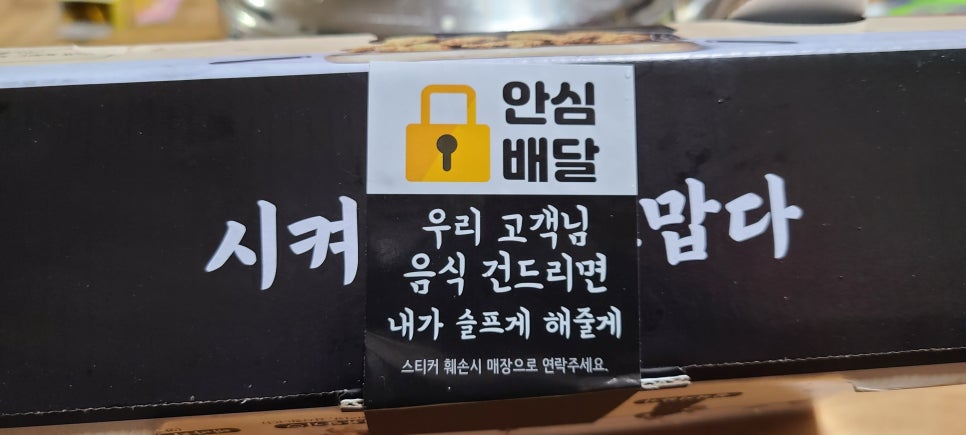 안심
배달
시켜
맙다
우리 고객님
음식 건드리면
내가 슬프게 해줄게
스티커 훼손시 매장으로 연락주세요.